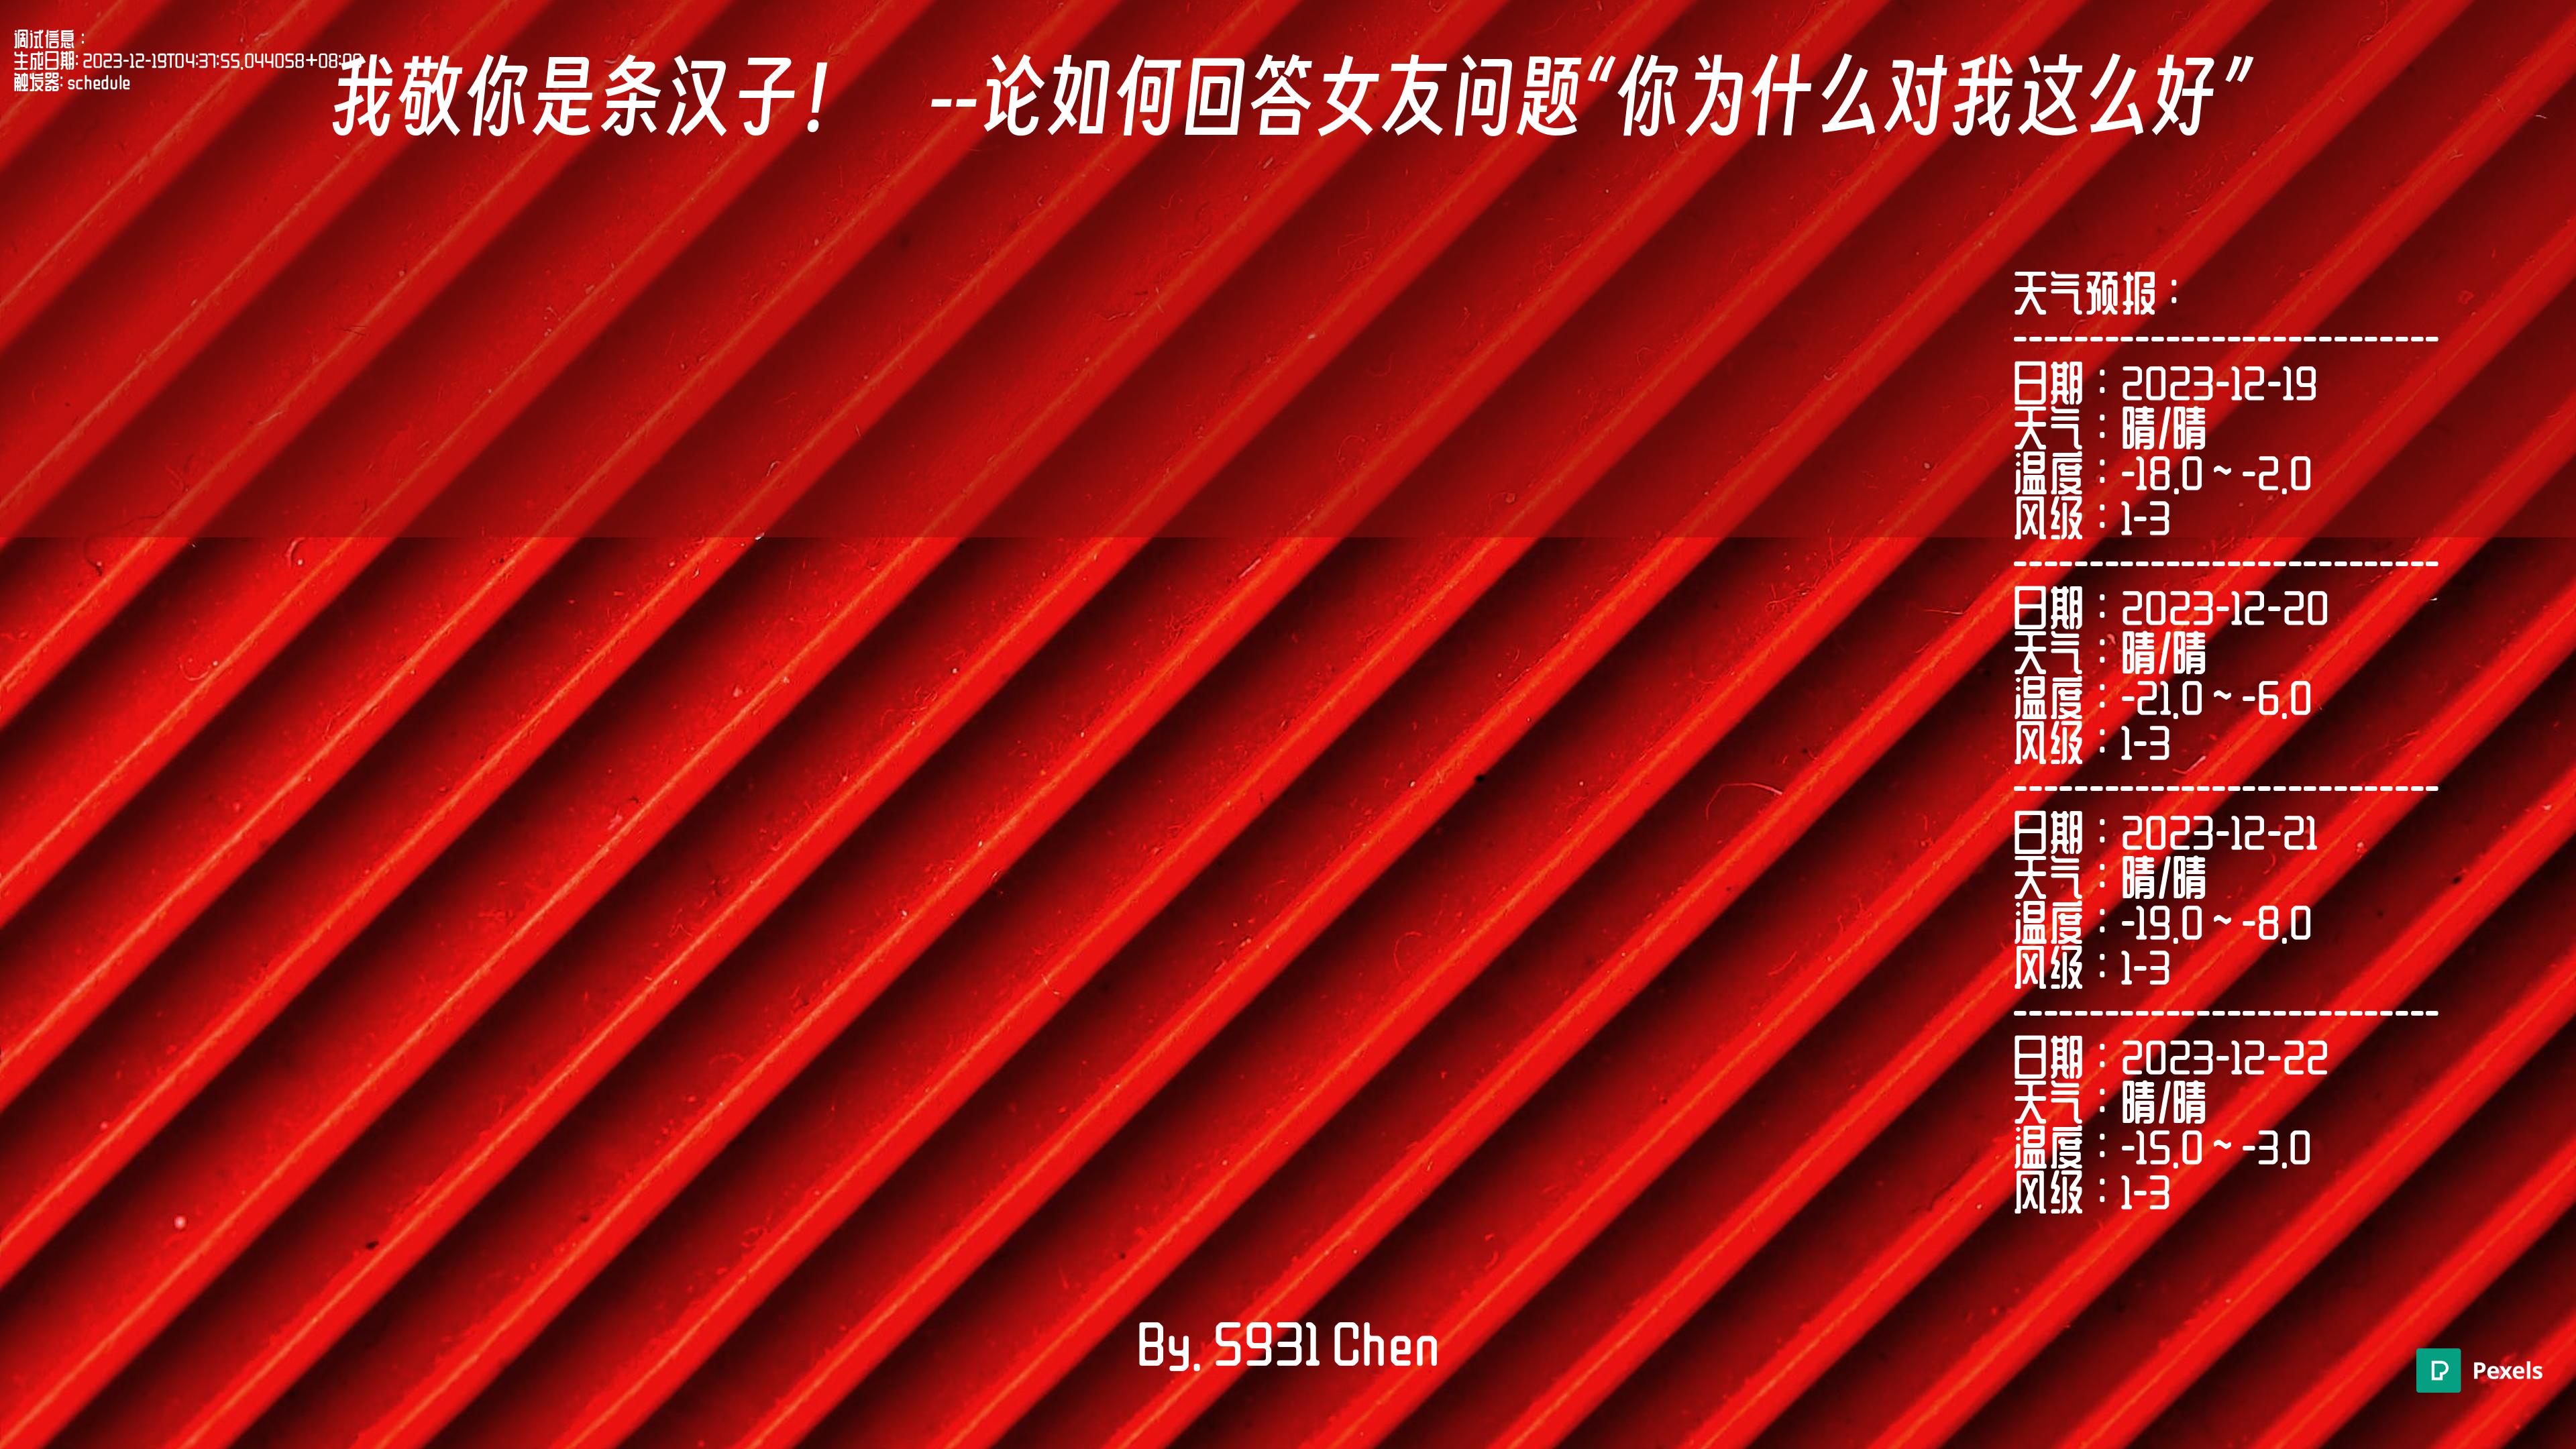 调试信息：
生成日期: 2023-12-19T04:37:55.044058+08:00
触发器: schedule
我敬你是条汉子！ --论如何回答女友问题“你为什么对我这么好”
天气预报：
----------------------------
日期：2023-12-19
天气：晴/晴
温度：-18.0 ~ -2.0
风级：1-3
----------------------------
日期：2023-12-20
天气：晴/晴
温度：-21.0 ~ -6.0
风级：1-3
----------------------------
日期：2023-12-21
天气：晴/晴
温度：-19.0 ~ -8.0
风级：1-3
----------------------------
日期：2023-12-22
天气：晴/晴
温度：-15.0 ~ -3.0
风级：1-3
By. S931 Chen
Pexels